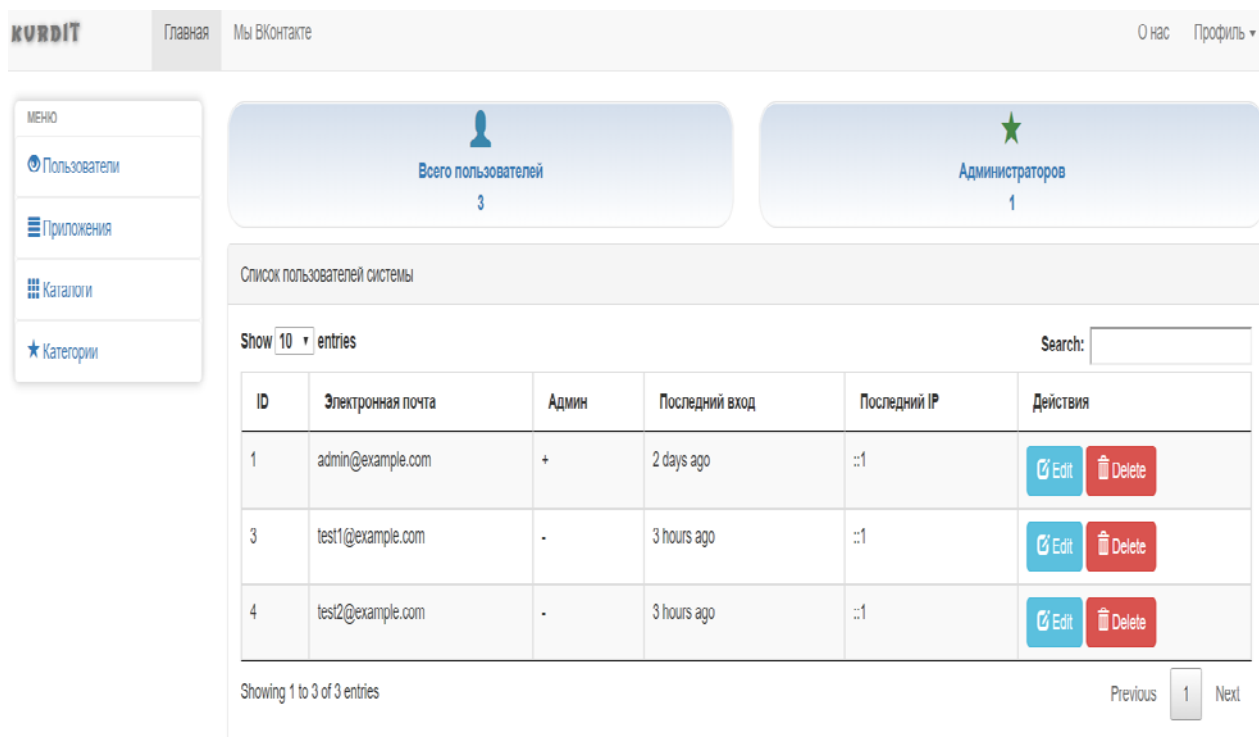 KURDIT
Главная
Мы ВКонтакте
О нас
Профиль
МЕНЮ
Пользователи
Приложения
Каталоги
Категории
Всего пользователей
3
Администраторов
1
Список пользователей системы
Show 10 entries
Search:
ID Электронная почта Админ Последний вход Последний IP Действия
1 admin@example.com + 2 days ago ::1 Edit Delete
3 test1@example.com - 3 hours ago ::1 Edit Delete
4 test2@example.com - 3 hours ago ::1 Edit Delete
Showing 1 to 3 of 3 entries
Previous 1 Next